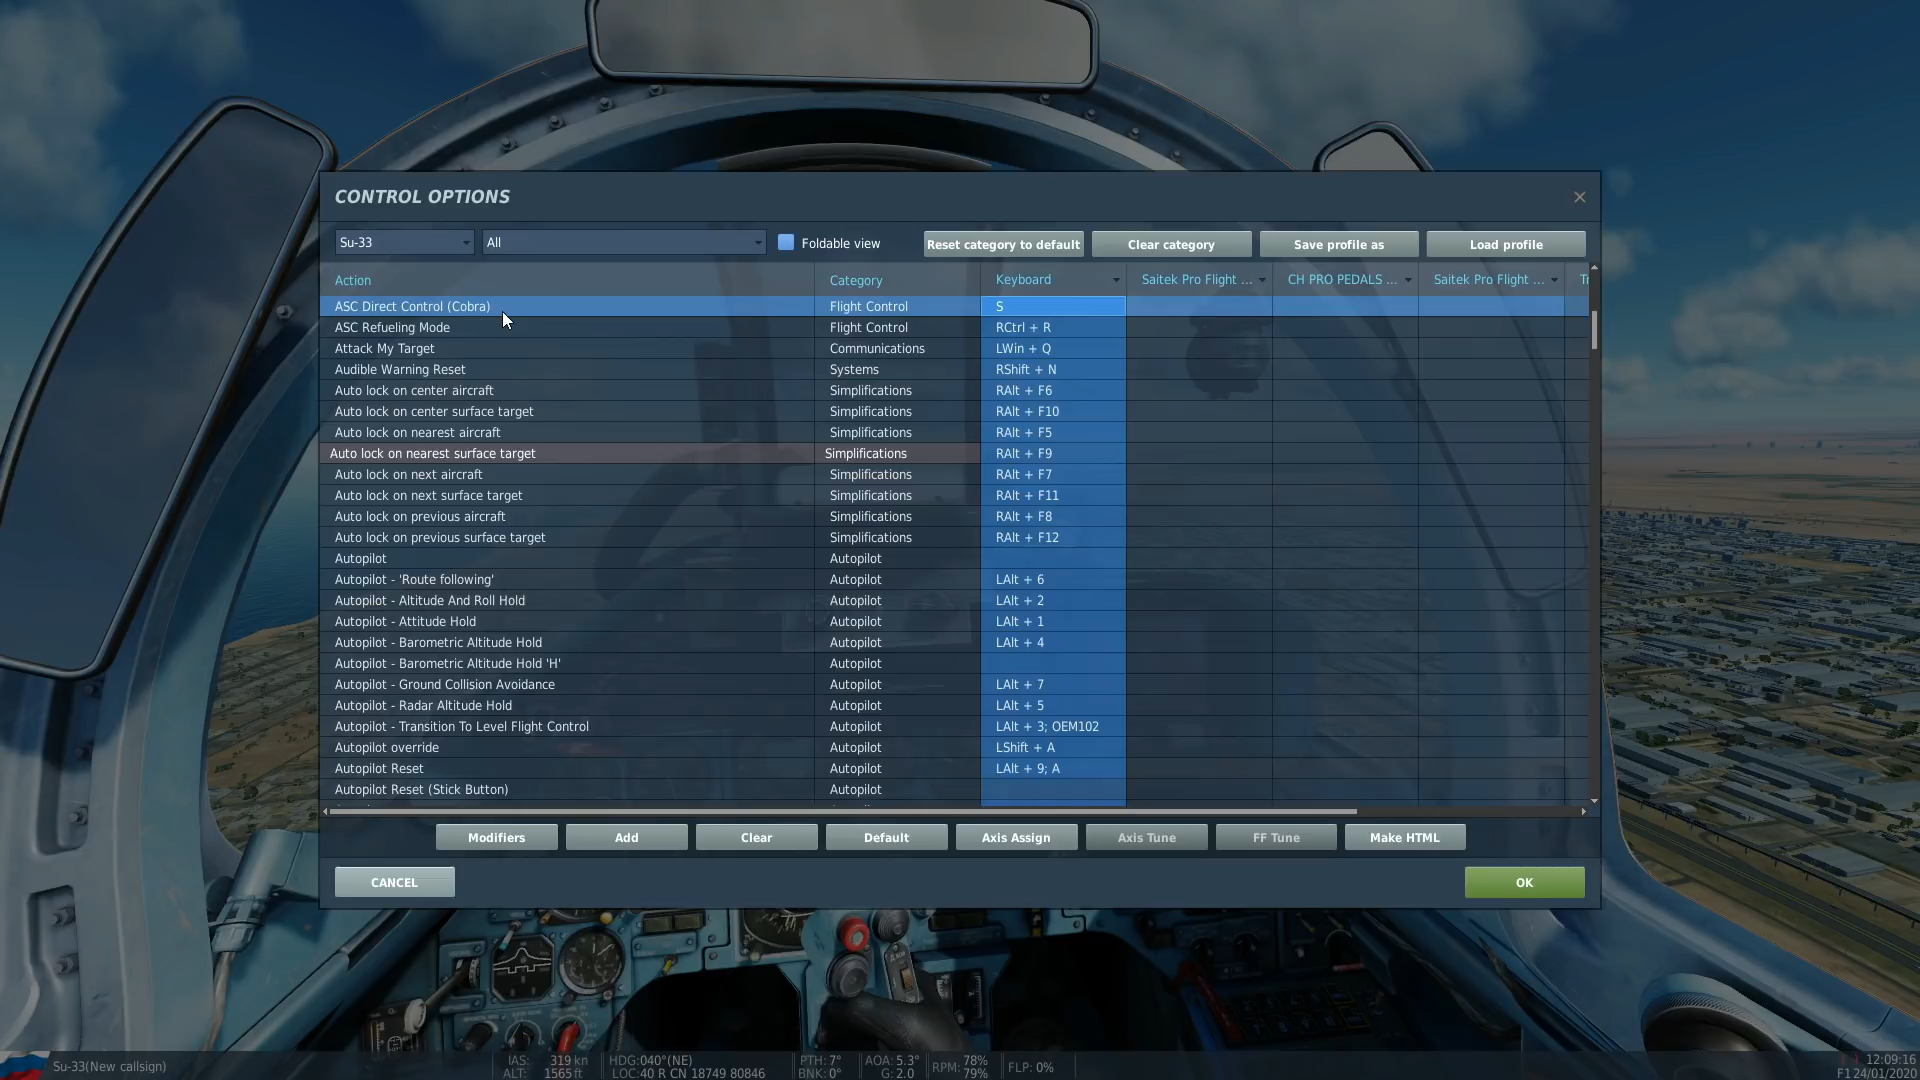 CONTROL OPTIONS
Su-33 All Foldable view Reset category to default Clear category Save profile as Load profile
Action Category Keyboard Saitek Pro Flight ... CH PRO PEDALS ... Saitek Pro Flight ...
ASC Direct Control (Cobra) Flight Control S
ASC Refueling Mode Flight Control RCtrl + R
Attack My Target Communications LWin + Q
Audible Warning Reset Systems RShift + N
Auto lock on center aircraft Simplifications RAlt + F6
Auto lock on center surface target Simplifications RAlt + F10
Auto lock on nearest aircraft Simplifications RAlt + F5
Auto lock on nearest surface target Simplifications RAlt + F9
Auto lock on next aircraft Simplifications RAlt + F7
Auto lock on next surface target Simplifications RAlt + F11
Auto lock on previous aircraft Simplifications RAlt + F8
Auto lock on previous surface target Simplifications RAlt + F12
Autopilot Autopilot
Autopilot - 'Route following' Autopilot LAlt + 6
Autopilot - Altitude And Roll Hold Autopilot LAlt + 2
Autopilot - Attitude Hold Autopilot LAlt + 1
Autopilot - Barometric Altitude Hold Autopilot LAlt + 4
Autopilot - Barometric Altitude Hold 'H' Autopilot
Autopilot - Ground Collision Avoidance Autopilot LAlt + 7
Autopilot - Radar Altitude Hold Autopilot LAlt + 5
Autopilot - Transition To Level Flight Control Autopilot LAlt + 3; OEM102
Autopilot override Autopilot LShift + A
Autopilot Reset Autopilot LAlt + 9; A
Autopilot Reset (Stick Button) Autopilot
Modifiers Add Clear Default Axis Assign Axis Tune FF Tune Make HTML
CANCEL OK
Su-33(New callsign)
IAS: 319 kn HDG:040°(NE) PTH: 7° AOA: 5.3° RPM: 78% FLP: 0% 12:09:16
ALT: 1565 ft LOC:40 R CN 18749 80846 BNK: 0° G: 2.0 79% F1 24/01/2020